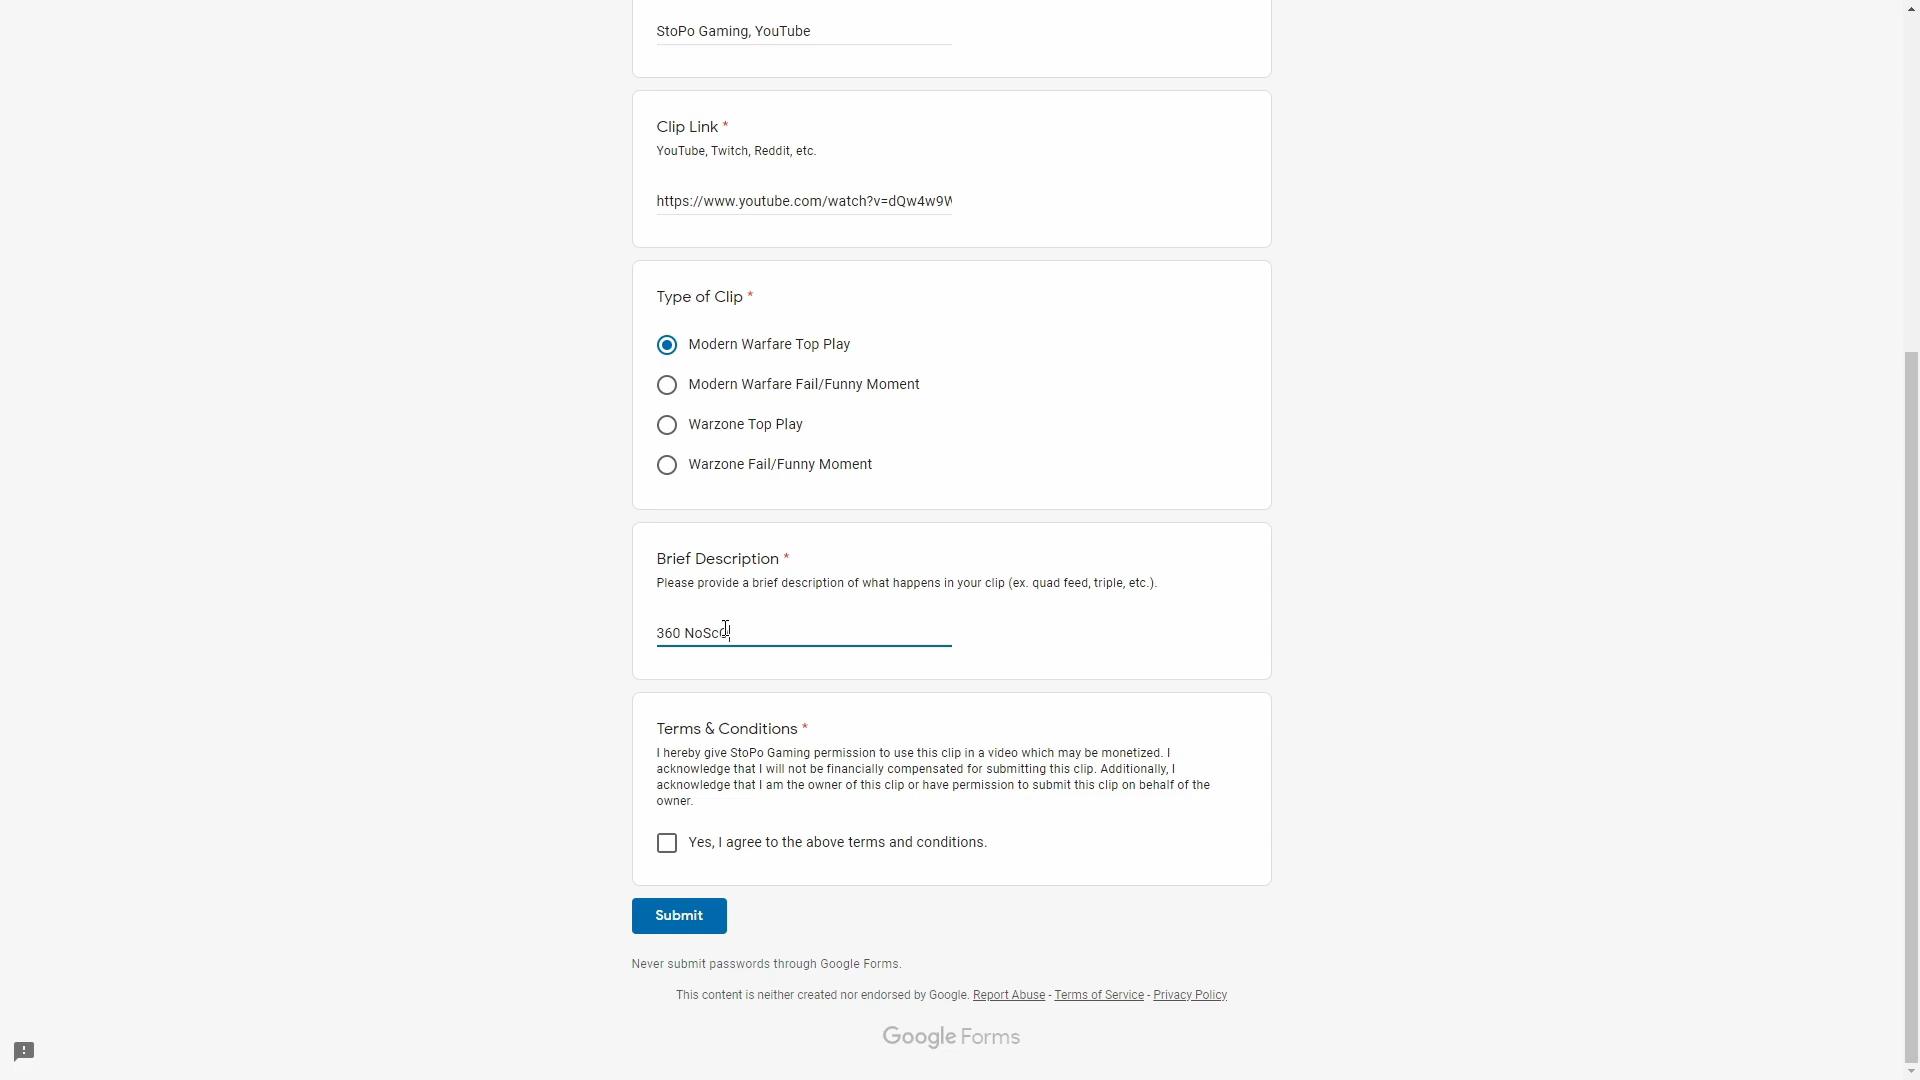 StoPo Gaming, YouTube
Clip Link *
YouTube, Twitch, Reddit, etc.
https://www.youtube.com/watch?v=dQw4w9W
Type of Clip *
Modern Warfare Top Play
Modern Warfare Fail/Funny Moment
Warzone Top Play
Warzone Fail/Funny Moment
Brief Description *
Please provide a brief description of what happens in your clip (ex. quad feed, triple, etc.).
360 NoScO
Terms & Conditions *
I hereby give StoPo Gaming permission to use this clip in a video which may be monetized. I
acknowledge that I will not be financially compensated for submitting this clip. Additionally, I
acknowledge that I am the owner of this clip or have permission to submit this clip on behalf of the
owner.
Yes, I agree to the above terms and conditions.
Submit
Never submit passwords through Google Forms.
This content is neither created nor endorsed by Google. Report Abuse - Terms of Service - Privacy Policy
Google Forms